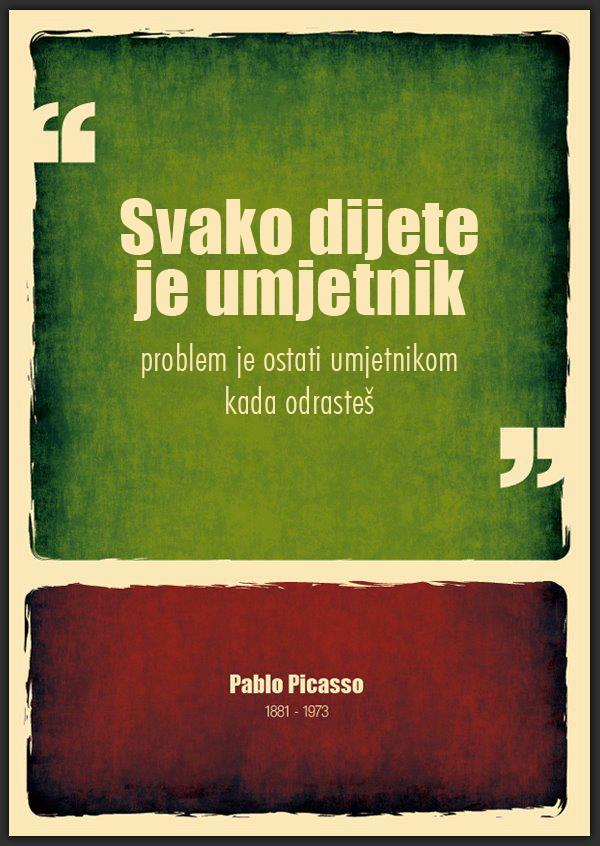 “
Svako dijete
je umjetnik
problem je ostati umjetnikom
kada odrasteš
”
Pablo Picasso
1881 - 1973